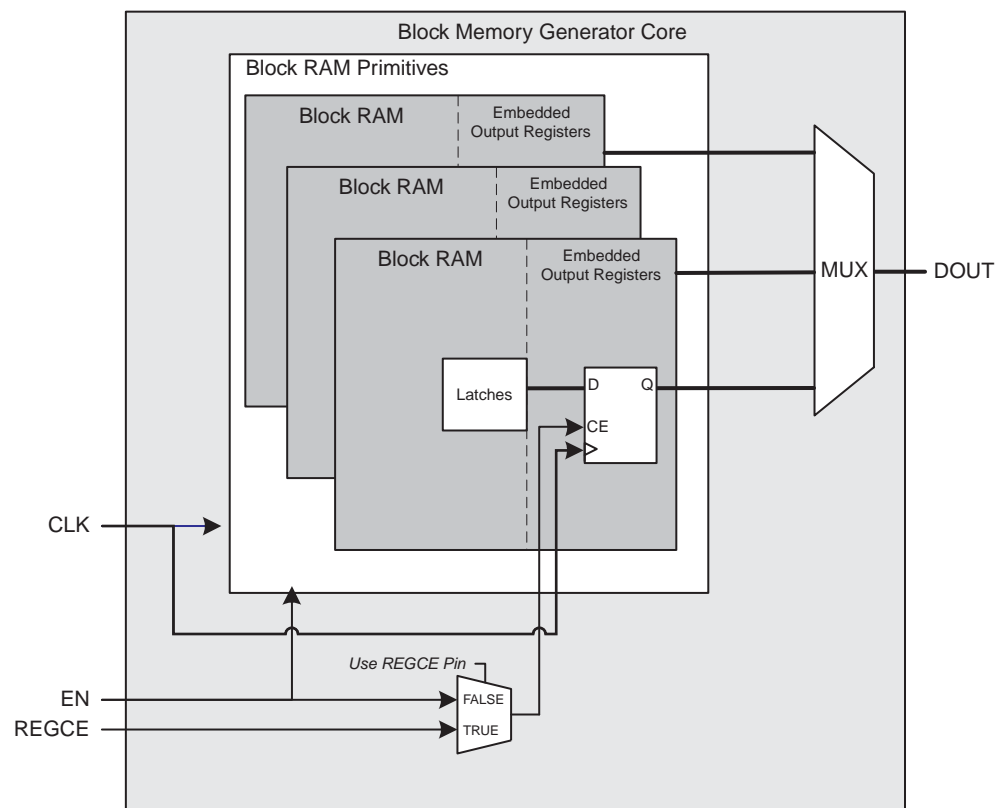 Block Memory Generator Core
Block RAM Primitives
Block RAM
Embedded
Output Registers
Block RAM
Embedded
Output Registers
Block RAM
Embedded
Output Registers
MUX
DOUT
Latches
D
Q
CE
CLK
Use REGCE Pin
EN
FALSE
REGCE
TRUE